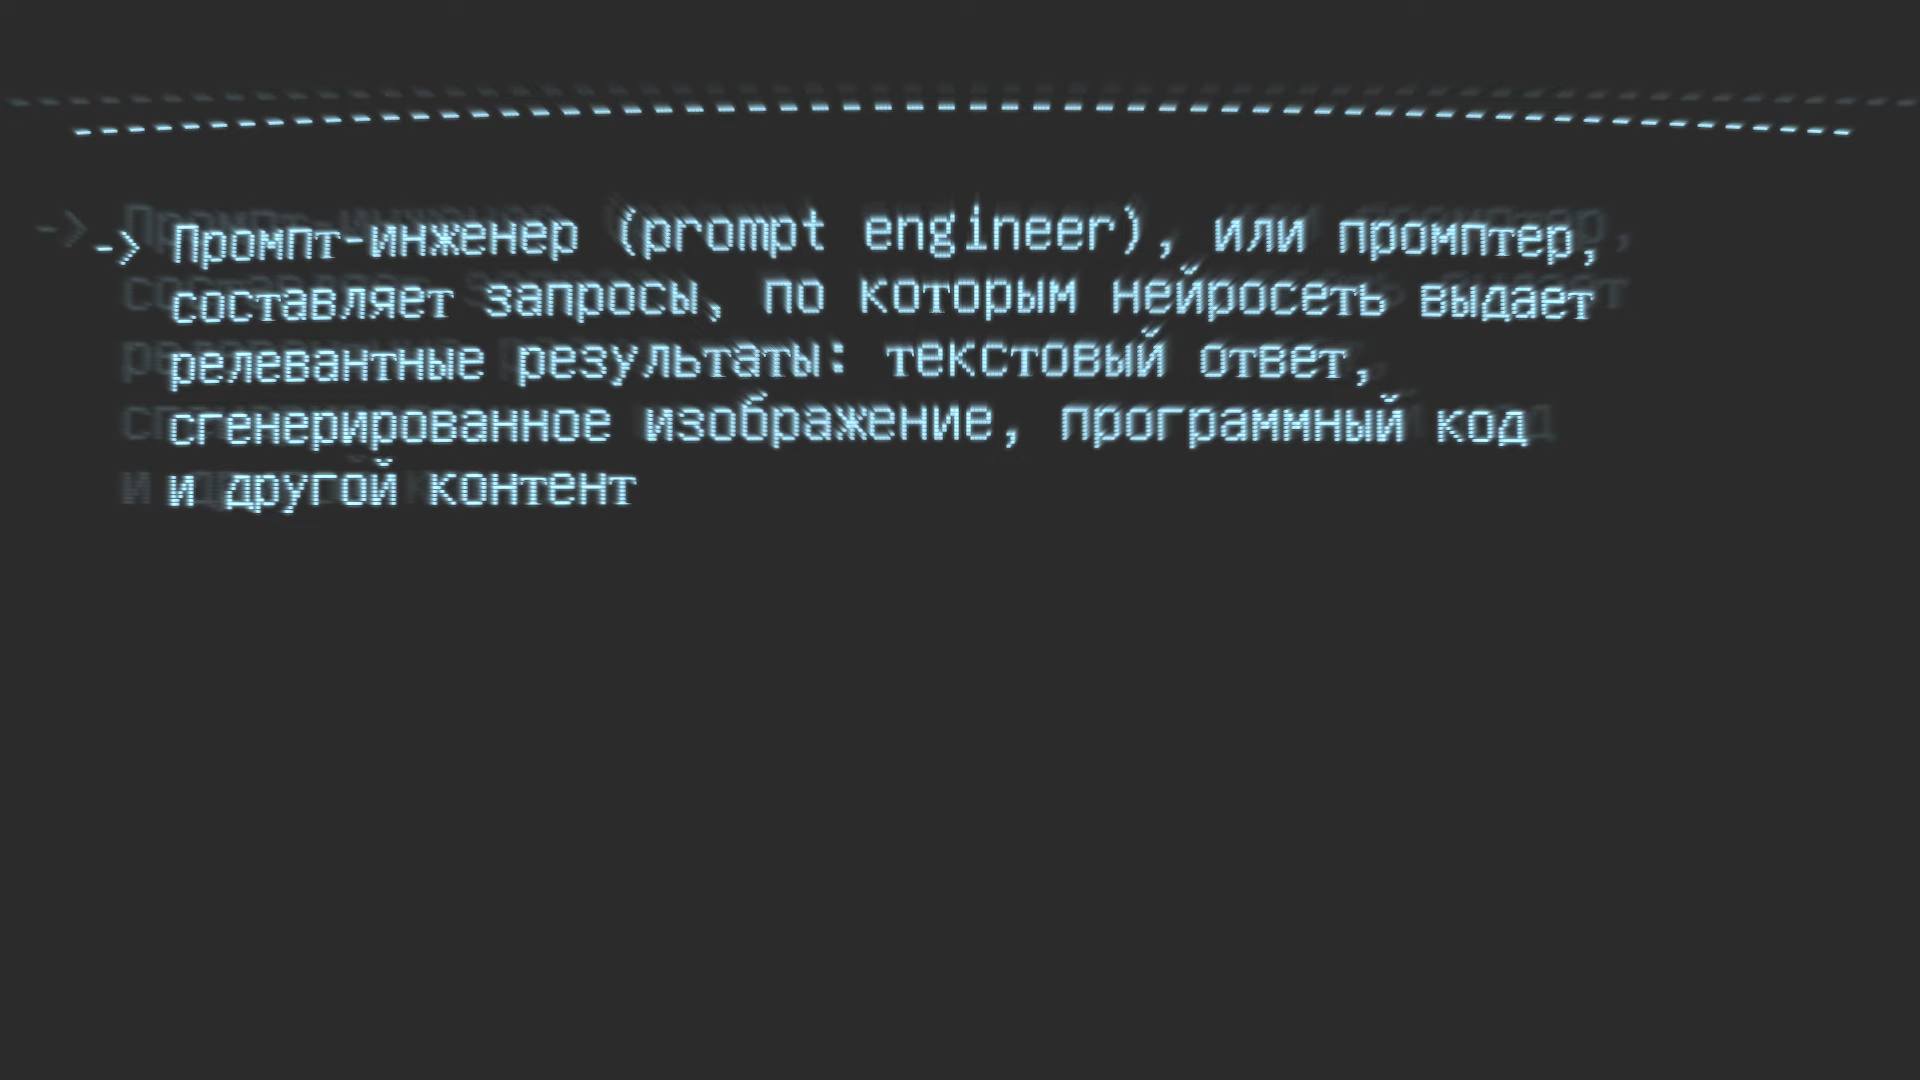 -> Промпт-инженер (prompt engineer), или промптер,
составляет запросы, по которым нейросеть выдает
релевантные результаты: текстовый ответ,
сгенерированное изображение, программный код
и другой контент